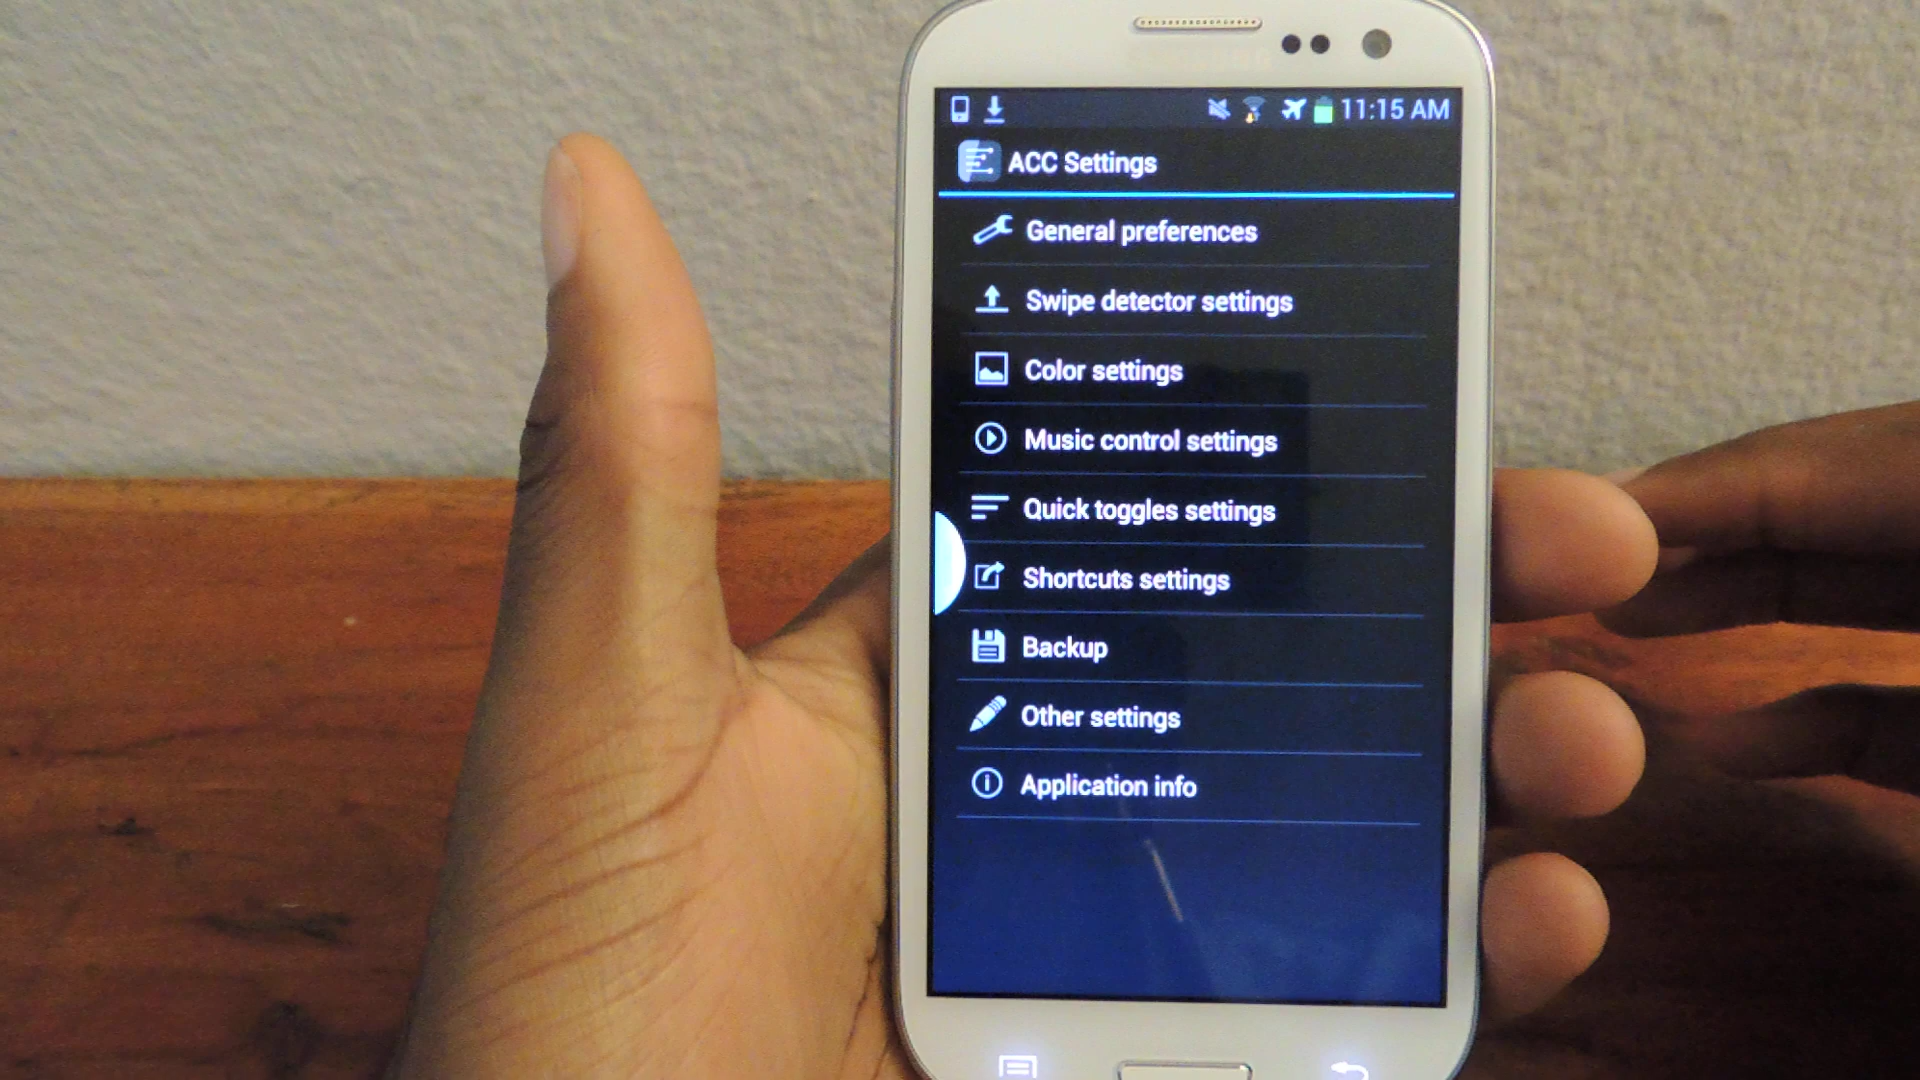 11:15 AM
ACC Settings
General preferences
Swipe detector settings
Color settings
Music control settings
Quick toggles settings
Shortcuts settings
Backup
Other settings
Application info